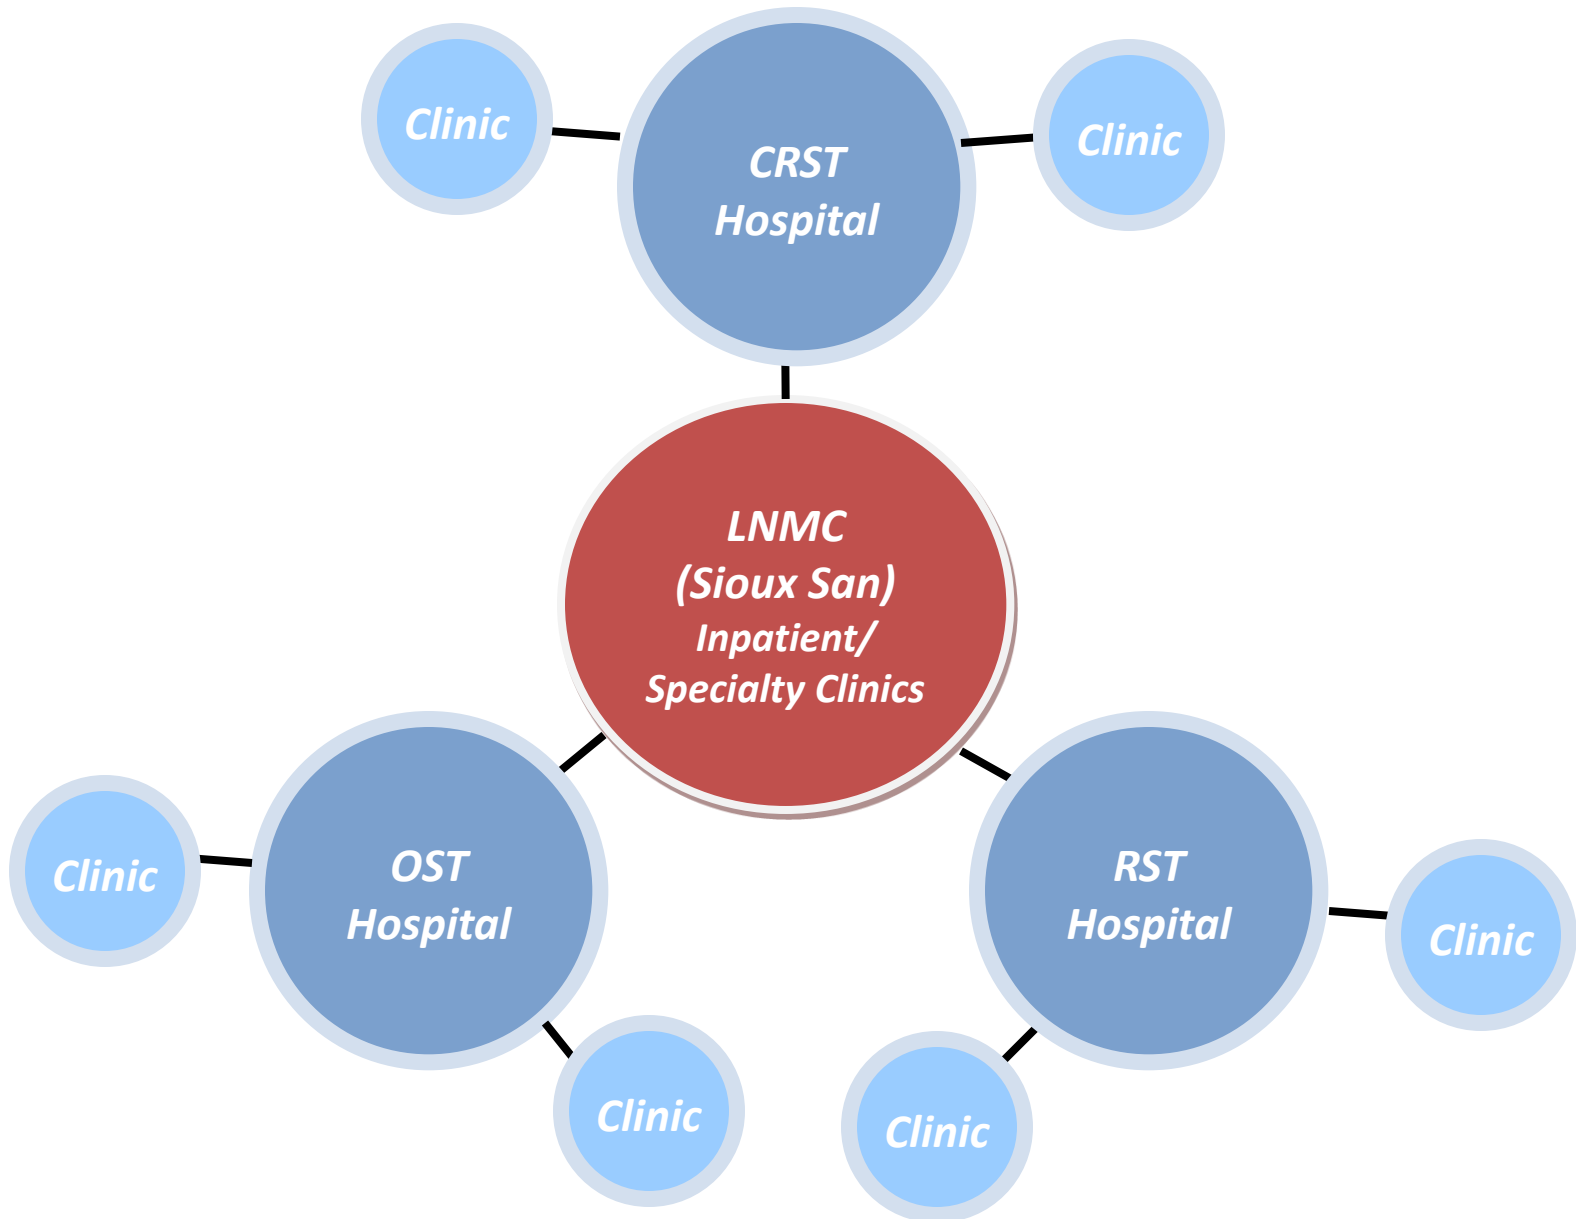 Clinic
CRST
Hospital
Clinic
LNMC
(Sioux San)
Inpatient/
Specialty Clinics
Clinic
OST
Hospital
Clinic
RST
Hospital
Clinic
Clinic